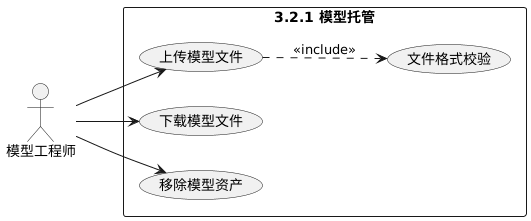 3.2.1 模型托管
上传模型文件
«include»
文件格式校验
下载模型文件
模型工程师
移除模型资产